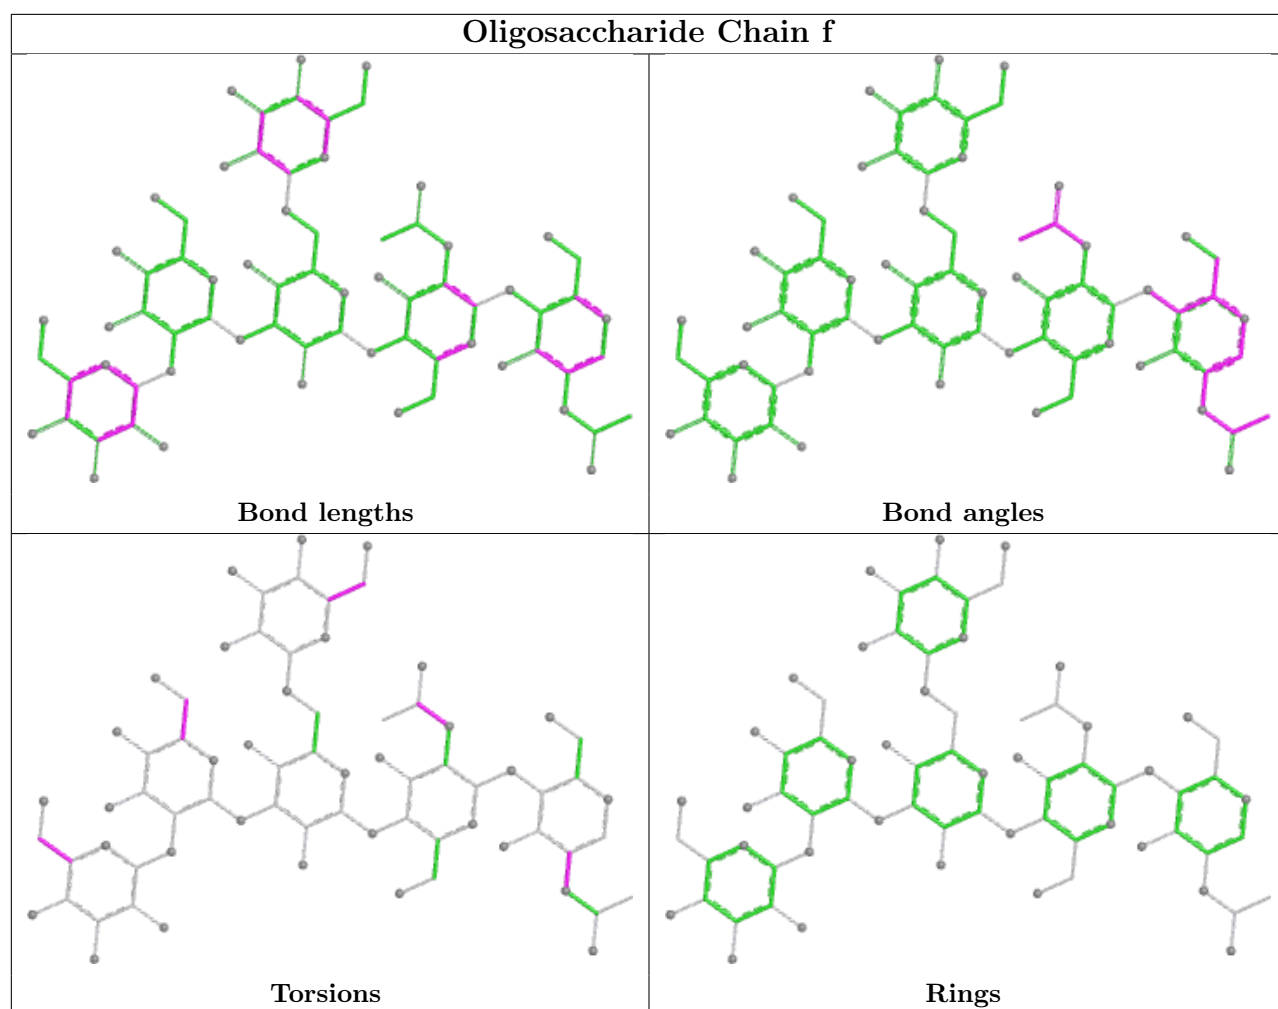 Oligosaccharide Chain f
Bond lengths
Bond angles
Torsions
Rings